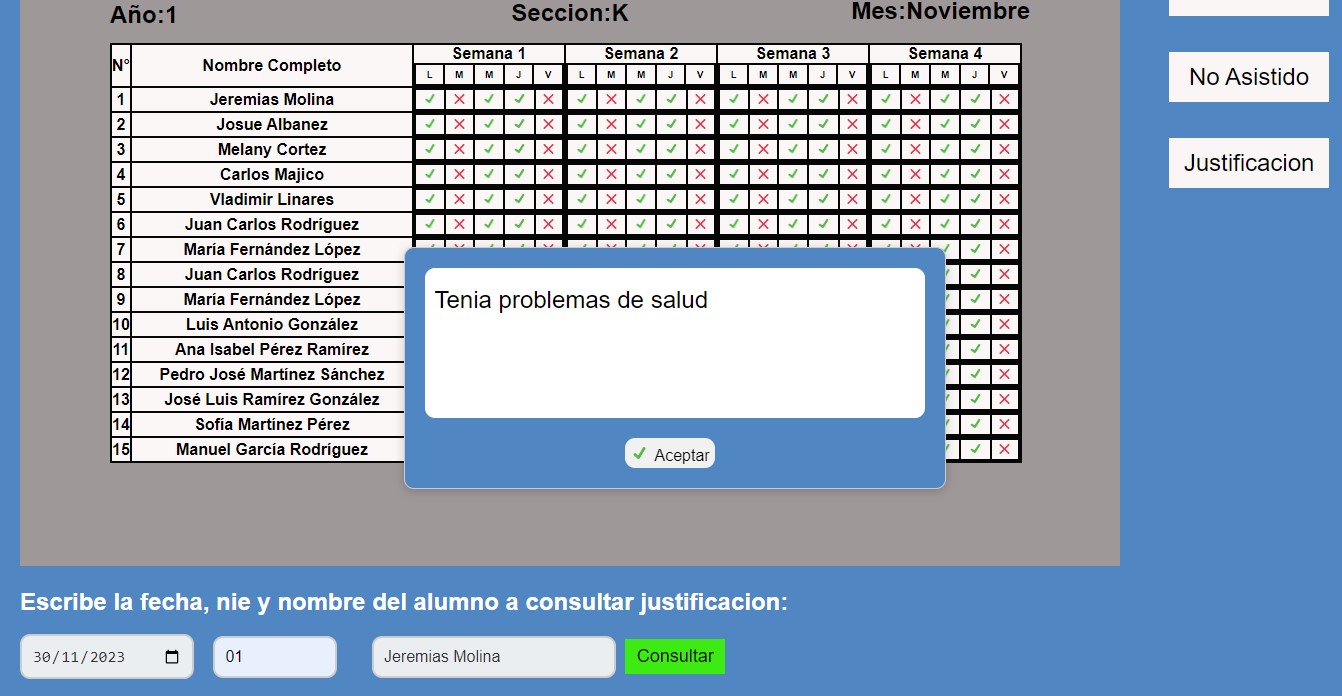 Año:1 Seccion:K Mes:Noviembre
N° Nombre Completo Semana 1 Semana 2 Semana 3 Semana 4
L M M J V L M M J V L M M J V L M M J V
1 Jeremias Molina
2 Josue Albanez
3 Melany Cortez
4 Carlos Majico
5 Vladimir Linares
6 Juan Carlos Rodríguez
7 María Fernández López
8 Juan Carlos Rodríguez
9 María Fernández López
10 Luis Antonio González
11 Ana Isabel Pérez Ramírez
12 Pedro José Martínez Sánchez
13 José Luis Ramírez González
14 Sofía Martínez Pérez
15 Manuel García Rodríguez
No Asistido
Justificacion
Tenia problemas de salud
Aceptar
Escribe la fecha, nie y nombre del alumno a consultar justificacion:
30/11/2023 01 Jeremias Molina Consultar